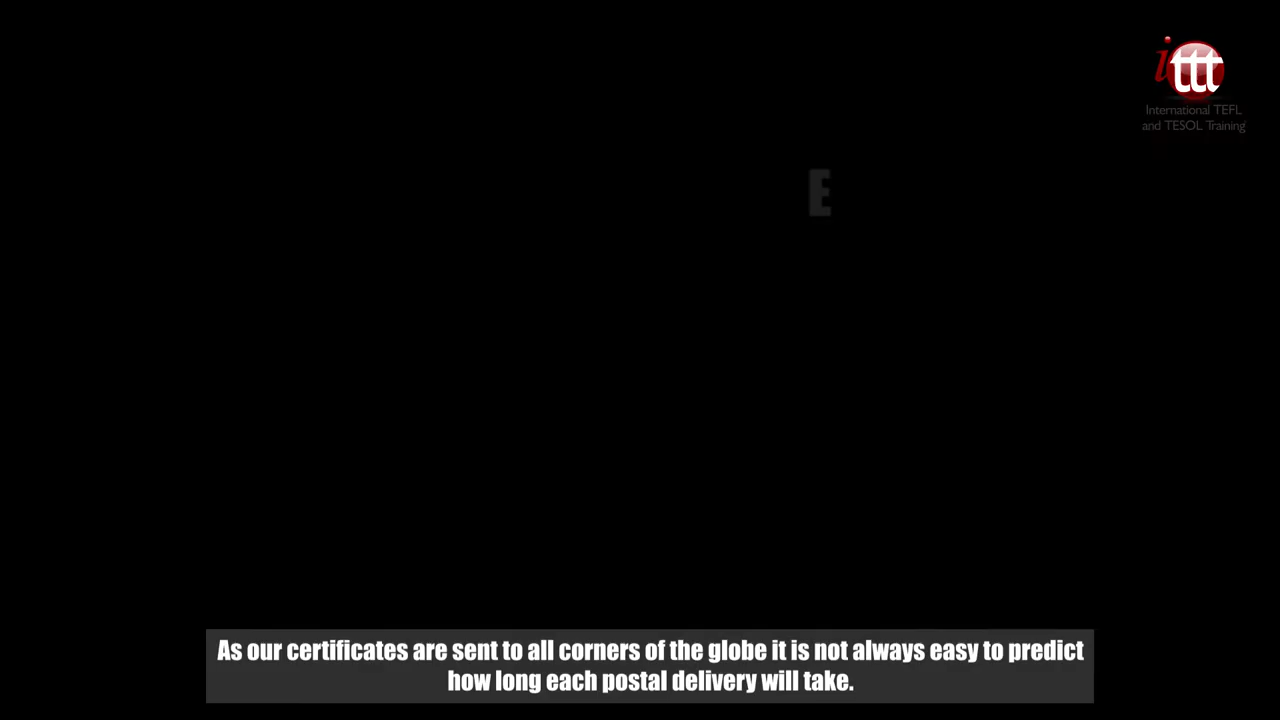 ittt
International TEFL
and TESOL Training
E
As our certificates are sent to all corners of the globe it is not always easy to predict
how long each postal delivery will take.